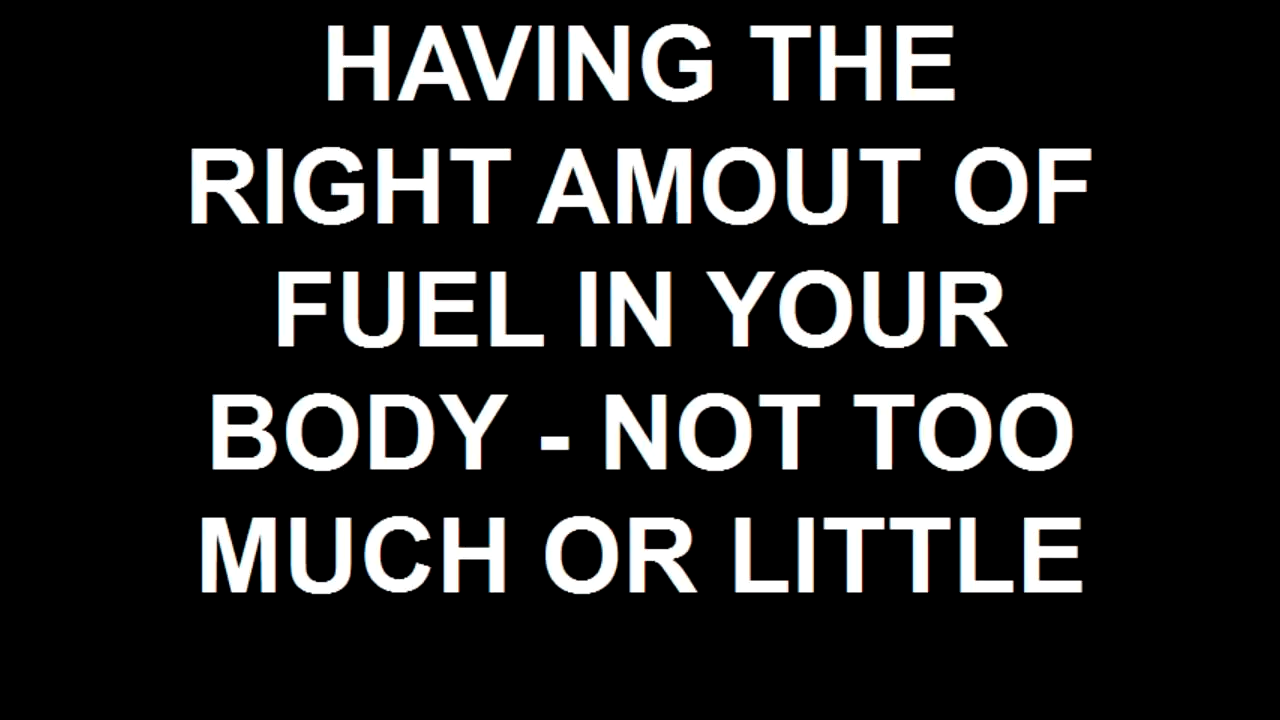 HAVING THE
RIGHT AMOUT OF
FUEL IN YOUR
BODY - NOT TOO
MUCH OR LITTLE